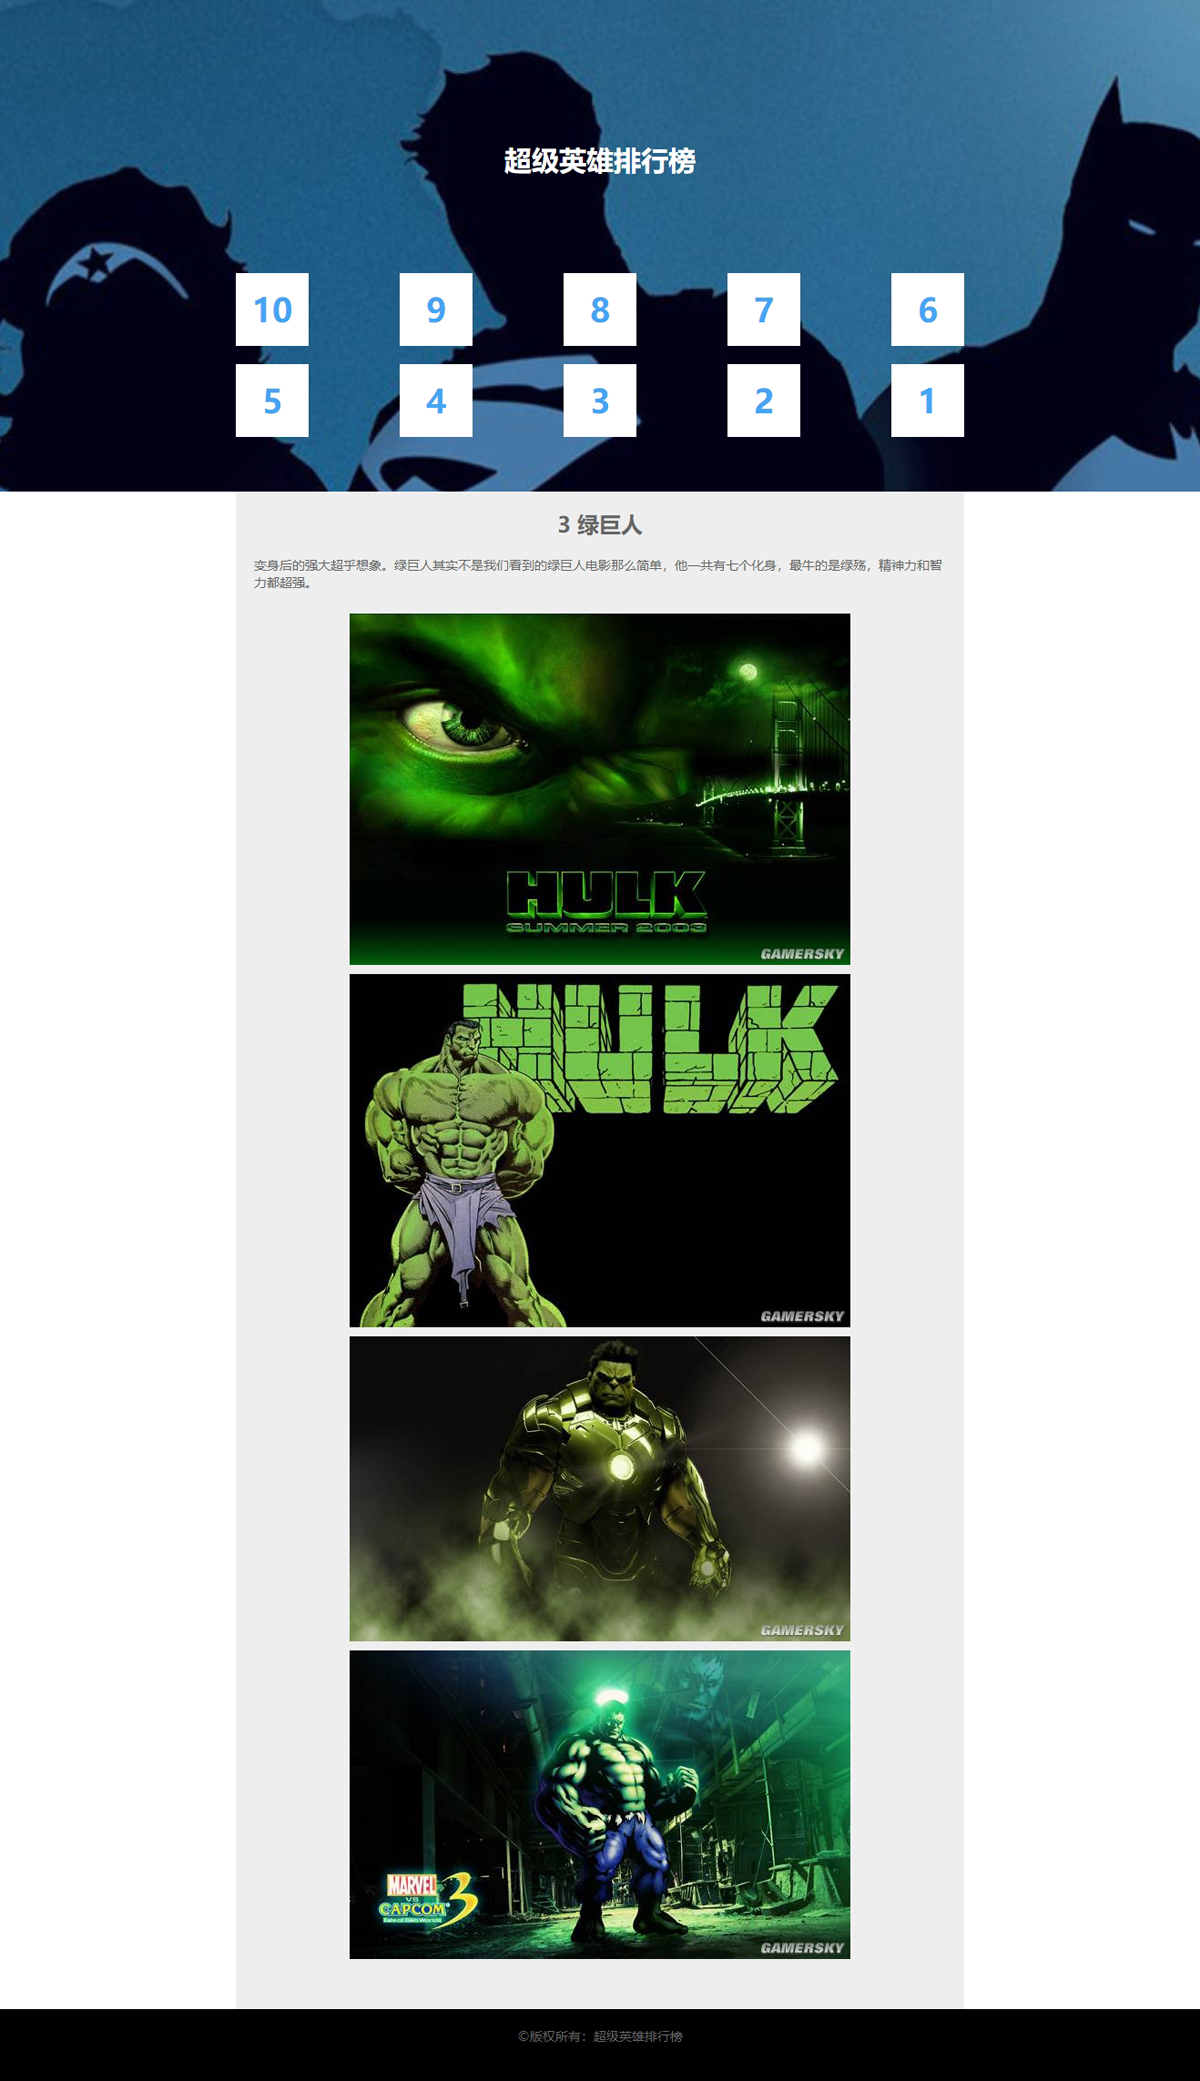 超级英雄排行榜
10 9 8 7 6
5 4 3 2 1
3 绿巨人
变身后的强大超乎想象。绿巨人其实不是我们看到的绿巨人电影那么简单，他一共有七个化身，最牛的是绿殇，精神力和智
力都超强。
HULK
SUMMER 2003
GAMERSKY
HULK
GAMERSKY
GAMERSKY
MARVEL
VS.
CAPCOM 3
Fate of Two Worlds
GAMERSKY
©版权所有：超级英雄排行榜